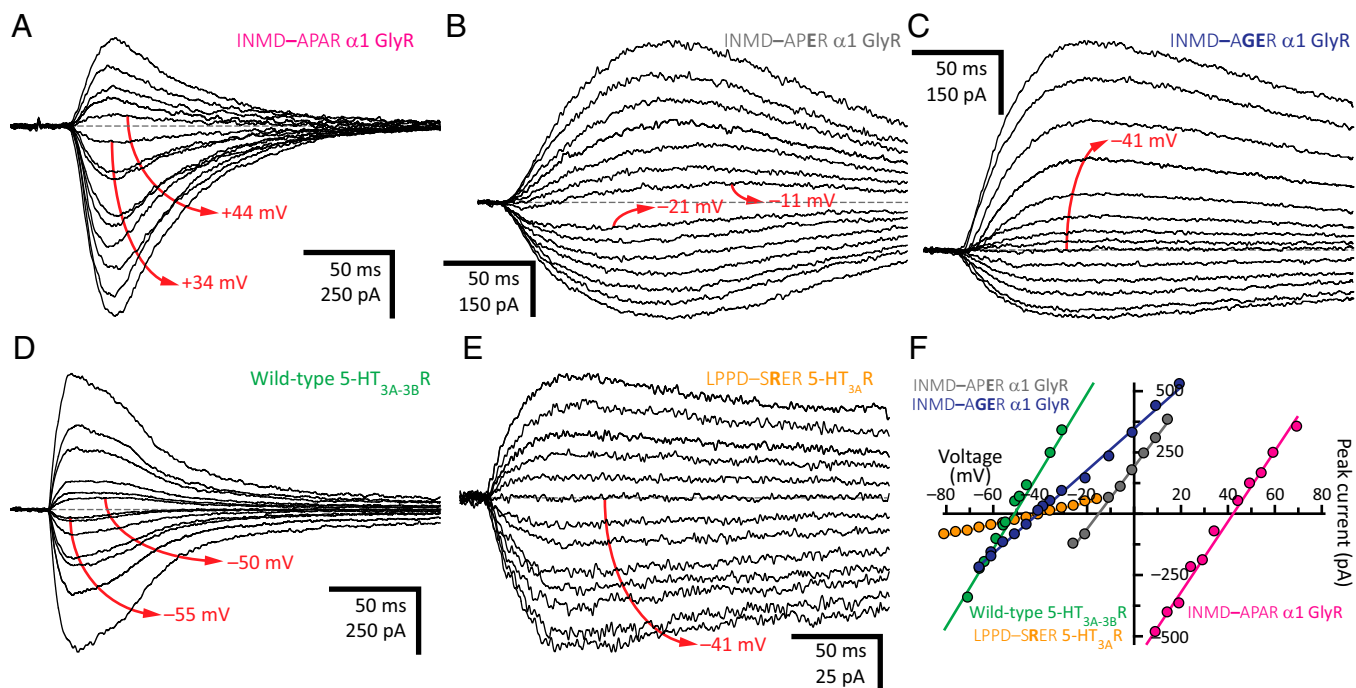 A
INMD–APAR α1 GlyR
+44 mV
+34 mV
50 ms
250 pA
B
INMD–APER α1 GlyR
–21 mV
–11 mV
50 ms
150 pA
C
50 ms
150 pA
INMD–AGER α1 GlyR
–41 mV
D
Wild-type 5-HT3A-3BR
–50 mV
–55 mV
50 ms
250 pA
E
LPPD–SRER 5-HT3AR
–41 mV
50 ms
25 pA
F
INMD–APER α1 GlyR
INMD–AGER α1 GlyR
Voltage
(mV)
–80 –60 –40 –20 20 40 60 80
500
250
–250
–500
Peak current (pA)
Wild-type 5-HT3A-3BR
LPPD–SRER 5-HT3AR
INMD–APAR α1 GlyR